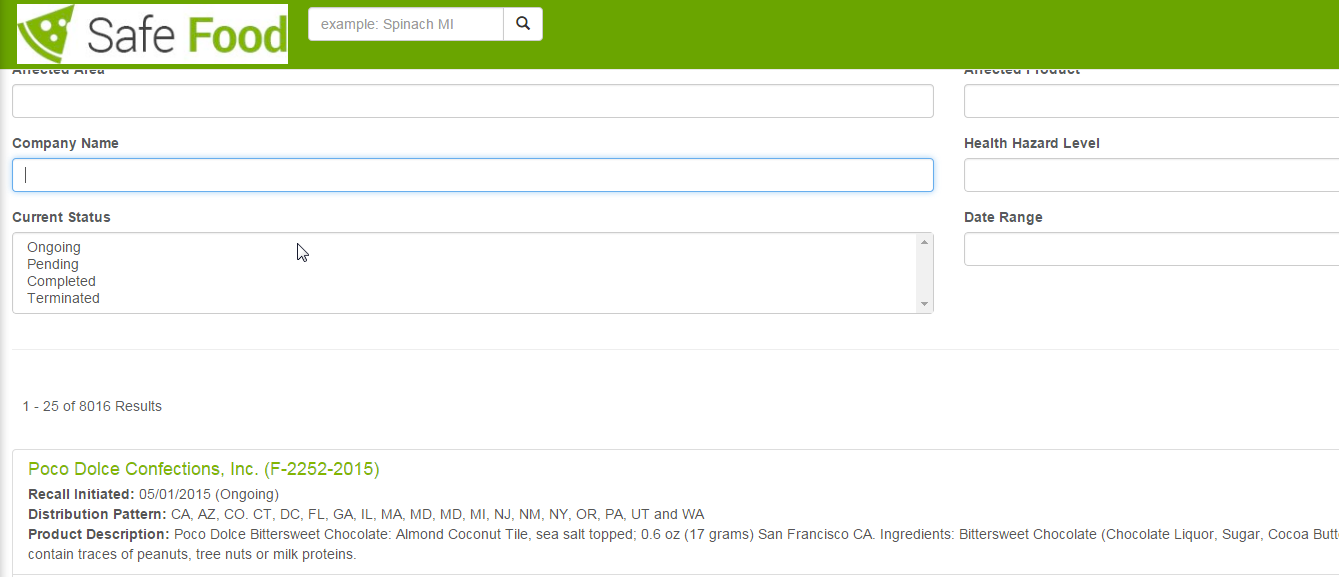 Safe Food
example: Spinach MI
Affected Area
Affected Product
Company Name
Health Hazard Level
Current Status
Date Range
Ongoing
Pending
Completed
Terminated
1 - 25 of 8016 Results
Poco Dolce Confections, Inc. (F-2252-2015)
Recall Initiated: 05/01/2015 (Ongoing)
Distribution Pattern: CA, AZ, CO. CT, DC, FL, GA, IL, MA, MD, MD, MI, NJ, NM, NY, OR, PA, UT and WA
Product Description: Poco Dolce Bittersweet Chocolate: Almond Coconut Tile, sea salt topped; 0.6 oz (17 grams) San Francisco CA. Ingredients: Bittersweet Chocolate (Chocolate Liquor, Sugar, Cocoa Butt
contain traces of peanuts, tree nuts or milk proteins.